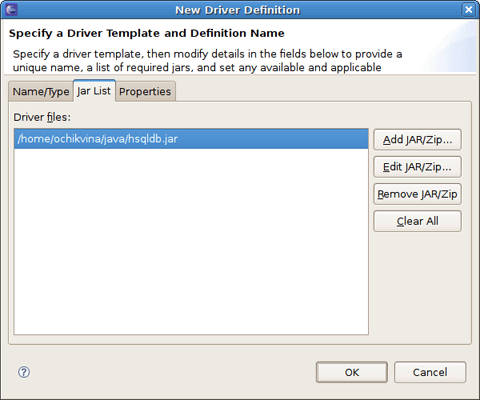 New Driver Definition
Specify a Driver Template and Definition Name
Specify a driver template, then modify details in the fields below to provide a
unique name, a list of required jars, and set any available and applicable
Name/Type Jar List Properties
Driver files:
/home/ochikvina/java/hsqldb.jar
Add JAR/Zip...
Edit JAR/Zip...
Remove JAR/Zip
Clear All
? OK Cancel